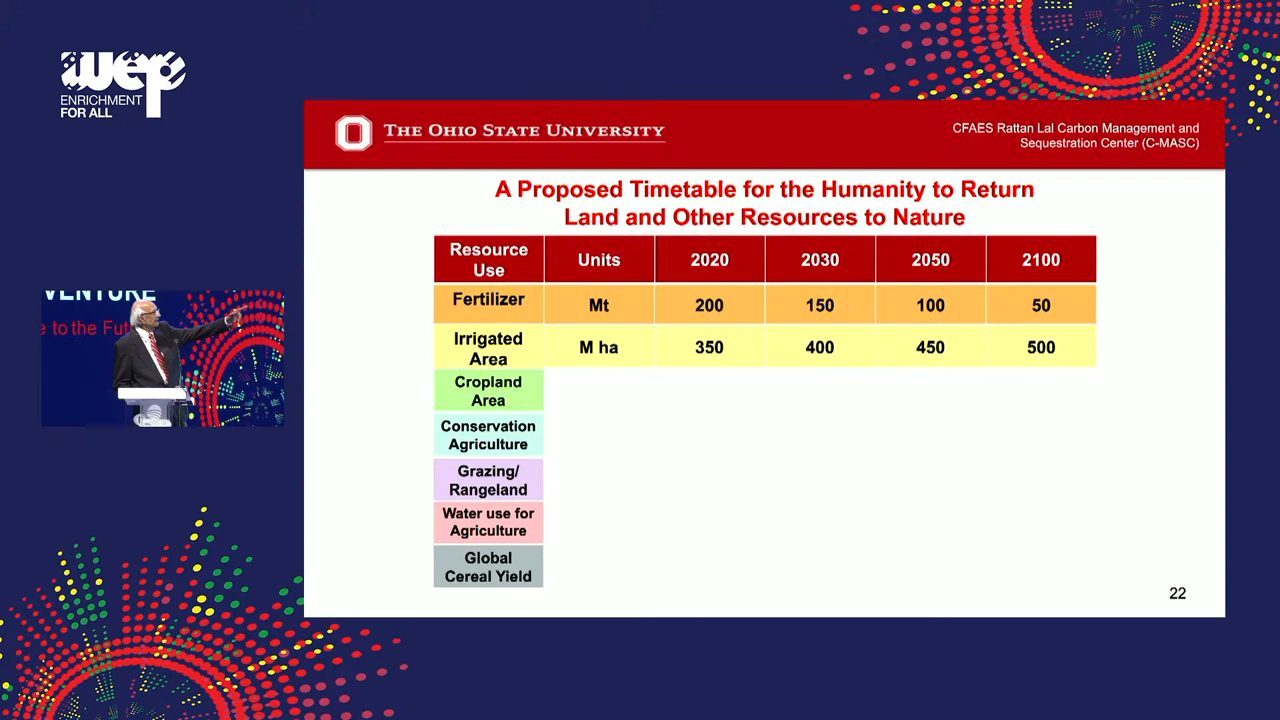 wep
ENRICHMENT
FOR ALL
THE OHIO STATE UNIVERSITY
CFAES Rattan Lal Carbon Management and
Sequestration Center (C-MASC)
A Proposed Timetable for the Humanity to Return
Land and Other Resources to Nature
Resource Use Units 2020 2030 2050 2100
Fertilizer Mt 200 150 100 50
Irrigated Area M ha 350 400 450 500
Cropland
Area
Conservation
Agriculture
Grazing/
Rangeland
Water use for
Agriculture
Global
Cereal Yield
22
VENTURE
e to the Fut